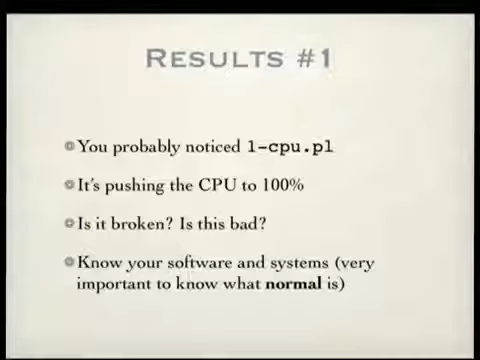 RESULTS #1
You probably noticed 1-cpu.pl
It's pushing the CPU to 100%
Is it broken? Is this bad?
Know your software and systems (very
important to know what normal is)